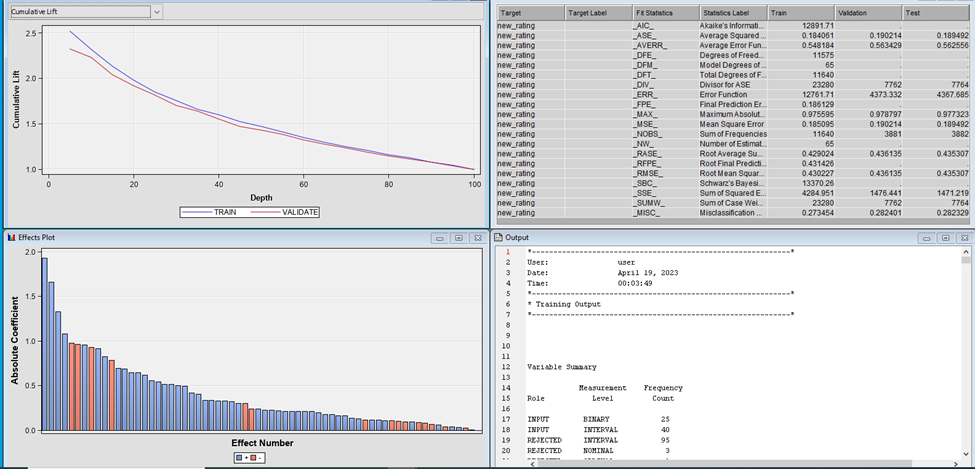 Cumulative Lift
Cumulative Lift
2.5
2.0
1.5
1.0
0 20 40 60 80 100
Depth
TRAIN VALIDATE
Target Target Label Fit Statistics Statistics Label Train Validation Test
new_rating _AIC_ Akaike's Informati... 12891.71 . .
new_rating _ASE_ Average Squared ... 0.184061 0.190214 0.189492
new_rating _AVERR_ Average Error Fun... 0.548184 0.563429 0.562556
new_rating _DFE_ Degrees of Freed... 11575 . .
new_rating _DFM_ Model Degrees of ... 65 . .
new_rating _DFT_ Total Degrees of F... 11640 . .
new_rating _DIV_ Divisor for ASE 23280 7762 7764
new_rating _ERR_ Error Function 12761.71 4373.332 4367.685
new_rating _FPE_ Final Prediction Er... 0.186129 . .
new_rating _MAX_ Maximum Absolut... 0.975595 0.978797 0.977323
new_rating _MSE_ Mean Square Error 0.185095 0.190214 0.189492
new_rating _NOBS_ Sum of Frequencies 11640 3881 3882
new_rating _NW_ Number of Estimat... 65 . .
new_rating _RASE_ Root Average Su... 0.429024 0.436135 0.435307
new_rating _RFPE_ Root Final Predicti... 0.431426 . .
new_rating _RMSE_ Root Mean Squar... 0.430227 0.436135 0.435307
new_rating _SBC_ Schwarz's Bayesi... 13370.26 . .
new_rating _SSE_ Sum of Squared E... 4284.951 1476.441 1471.219
new_rating _SUMW_ Sum of Case Wei... 23280 7762 7764
new_rating _MISC_ Misclassification ... 0.273454 0.282401 0.282329
Effects Plot
Absolute Coefficient
2.0
1.5
1.0
0.5
0.0
Effect Number
+ -
Output
1 *------------------------------------------------------------*
2 User: user
3 Date: April 19, 2023
4 Time: 00:03:49
5 *------------------------------------------------------------*
6 * Training Output
7 *------------------------------------------------------------*
8
9
10
11
12 Variable Summary
13
14 Measurement Frequency
15 Role Level Count
16
17 INPUT BINARY 25
18 INPUT INTERVAL 40
19 REJECTED INTERVAL 95
20 REJECTED NOMINAL 3